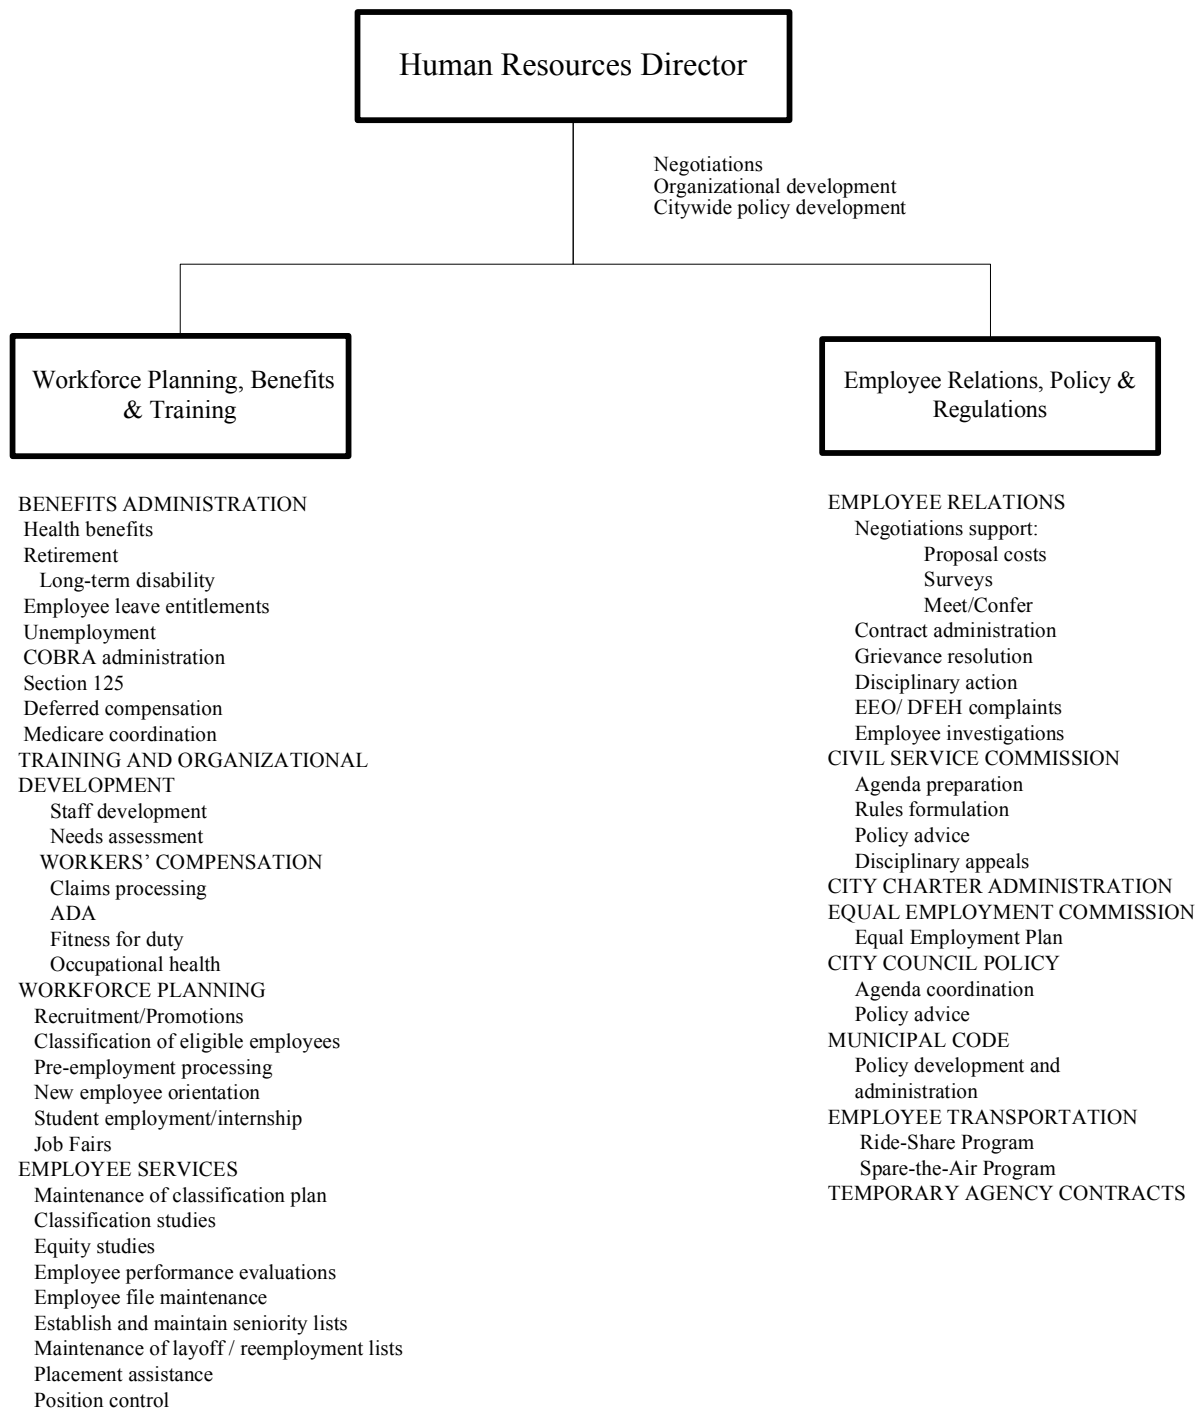 Human Resources Director
Negotiations
Organizational development
Citywide policy development
Workforce Planning, Benefits
& Training
BENEFITS ADMINISTRATION
Health benefits
Retirement
Long-term disability
Employee leave entitlements
Unemployment
COBRA administration
Section 125
Deferred compensation
Medicare coordination
TRAINING AND ORGANIZATIONAL
DEVELOPMENT
Staff development
Needs assessment
WORKERS’ COMPENSATION
Claims processing
ADA
Fitness for duty
Occupational health
WORKFORCE PLANNING
Recruitment/Promotions
Classification of eligible employees
Pre-employment processing
New employee orientation
Student employment/internship
Job Fairs
EMPLOYEE SERVICES
Maintenance of classification plan
Classification studies
Equity studies
Employee performance evaluations
Employee file maintenance
Establish and maintain seniority lists
Maintenance of layoff / reemployment lists
Placement assistance
Position control
Employee Relations, Policy &
Regulations
EMPLOYEE RELATIONS
Negotiations support:
Proposal costs
Surveys
Meet/Confer
Contract administration
Grievance resolution
Disciplinary action
EEO/ DFEH complaints
Employee investigations
CIVIL SERVICE COMMISSION
Agenda preparation
Rules formulation
Policy advice
Disciplinary appeals
CITY CHARTER ADMINISTRATION
EQUAL EMPLOYMENT COMMISSION
Equal Employment Plan
CITY COUNCIL POLICY
Agenda coordination
Policy advice
MUNICIPAL CODE
Policy development and
administration
EMPLOYEE TRANSPORTATION
Ride-Share Program
Spare-the-Air Program
TEMPORARY AGENCY CONTRACTS